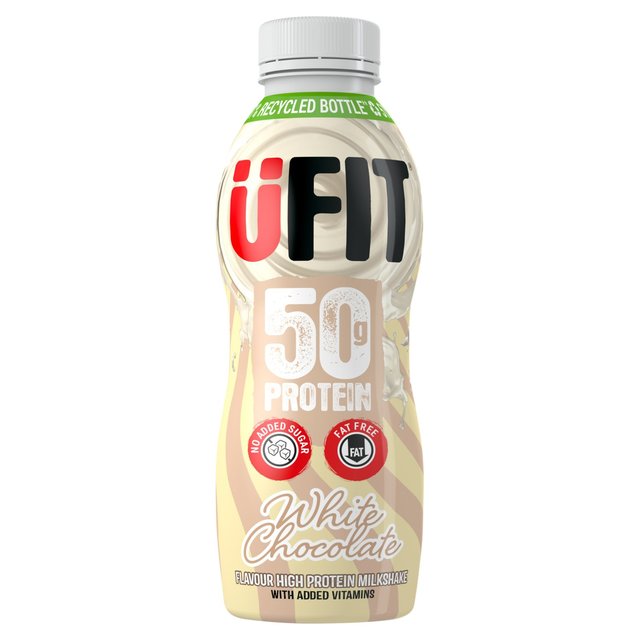 RECYCLED BOTTLE
ÜFIT
50g
PROTEIN
NO ADDED SUGAR
FAT FREE
FAT
White
Chocolate
FLAVOUR HIGH PROTEIN MILKSHAKE
WITH ADDED VITAMINS